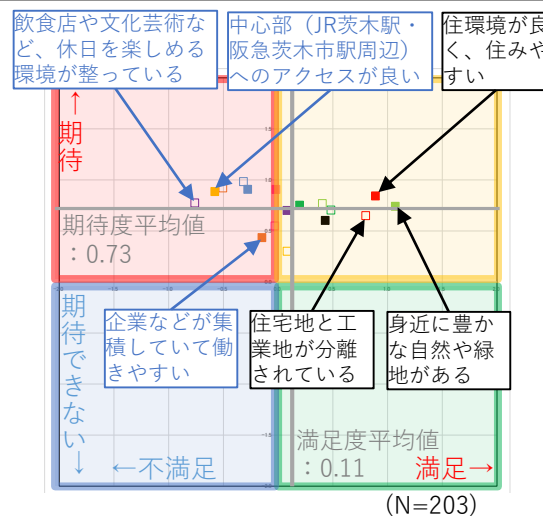 飲食店や文化芸術な
ど、休日を楽しめる
環境が整っている
中心部（JR茨木駅・
阪急茨木市駅周辺）
へのアクセスが良い
住環境が良
く、住みや
すい
↑期待
期待度平均値
：0.73
企業などが集
積していて働
きやすい
住宅地と工
業地が分離
されている
身近に豊か
な自然や緑
地がある
期待できない↓
←不満足
満足度平均値
：0.11
満足→
(N=203)